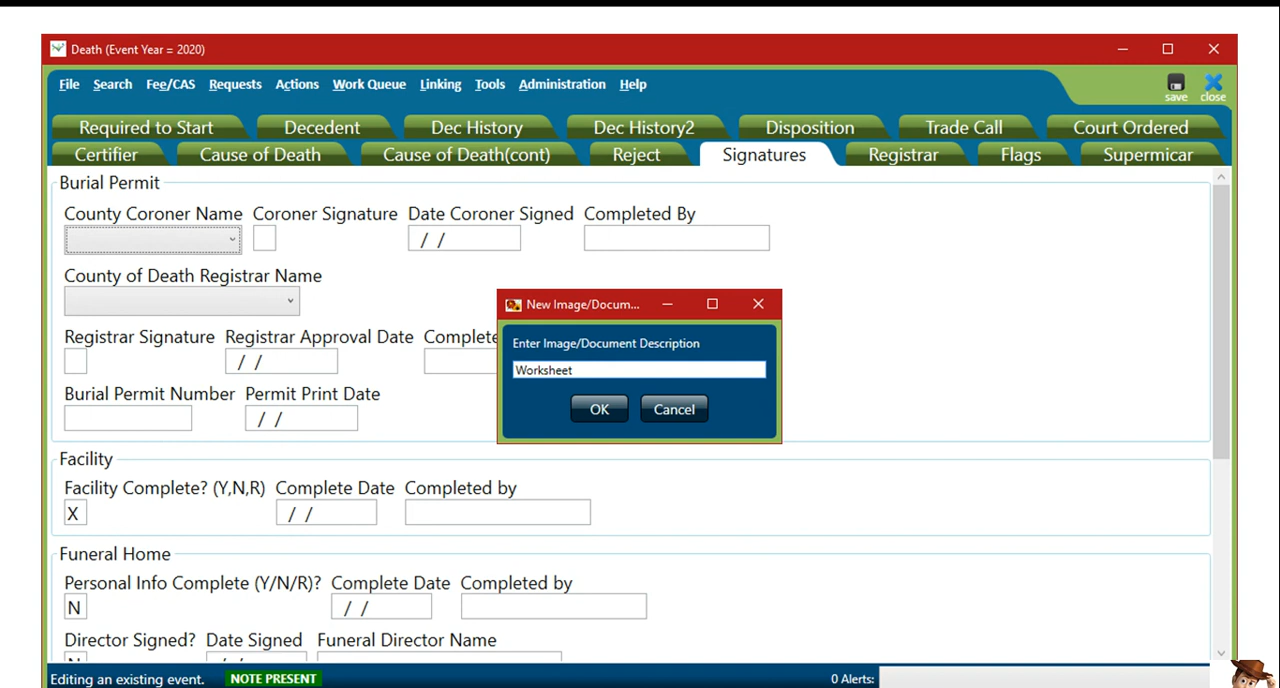 Death (Event Year = 2020)
File Search Fee/CAS Requests Actions Work Queue Linking Tools Administration Help
save close
Required to Start Decedent Dec History Dec History2 Disposition Trade Call Court Ordered
Certifier Cause of Death Cause of Death(cont) Reject Signatures Registrar Flags Supermicar
Burial Permit
County Coroner Name Coroner Signature Date Coroner Signed Completed By
/ /
County of Death Registrar Name
New Image/Docum...
Registrar Signature Registrar Approval Date Complete
/ /
Enter Image/Document Description
Worksheet
OK Cancel
Burial Permit Number Permit Print Date
/ /
Facility
Facility Complete? (Y,N,R) Complete Date Completed by
X / /
Funeral Home
Personal Info Complete (Y/N/R)? Complete Date Completed by
N / /
Director Signed? Date Signed Funeral Director Name
Editing an existing event. NOTE PRESENT 0 Alerts: